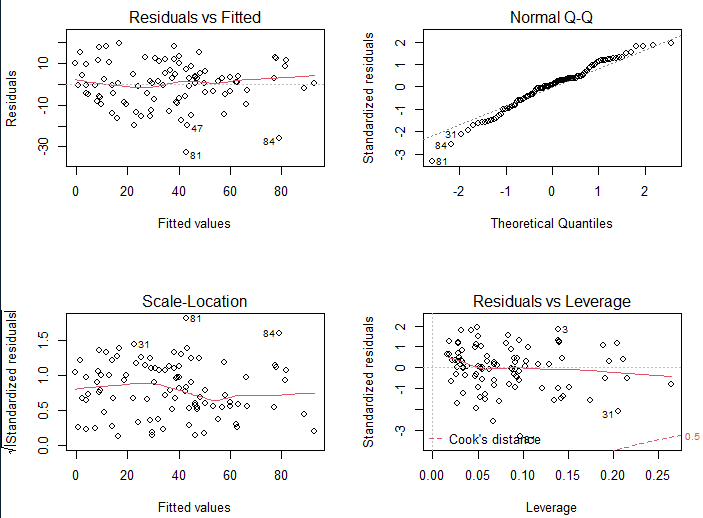 Residuals vs Fitted
Residuals
10
-10
-30
47
81
84
0 20 40 60 80
Fitted values
Normal Q-Q
Standardized residuals
2
1
0
-1
-2
-3
31
84
81
-2 -1 0 1 2
Theoretical Quantiles
Scale-Location
√|Standardized residuals|
1.5
1.0
0.5
0.0
81
84
31
0 20 40 60 80
Fitted values
Residuals vs Leverage
Standardized residuals
2
1
0
-1
-3
3
31
Cook's distance
0.5
0.00 0.05 0.10 0.15 0.20 0.25
Leverage